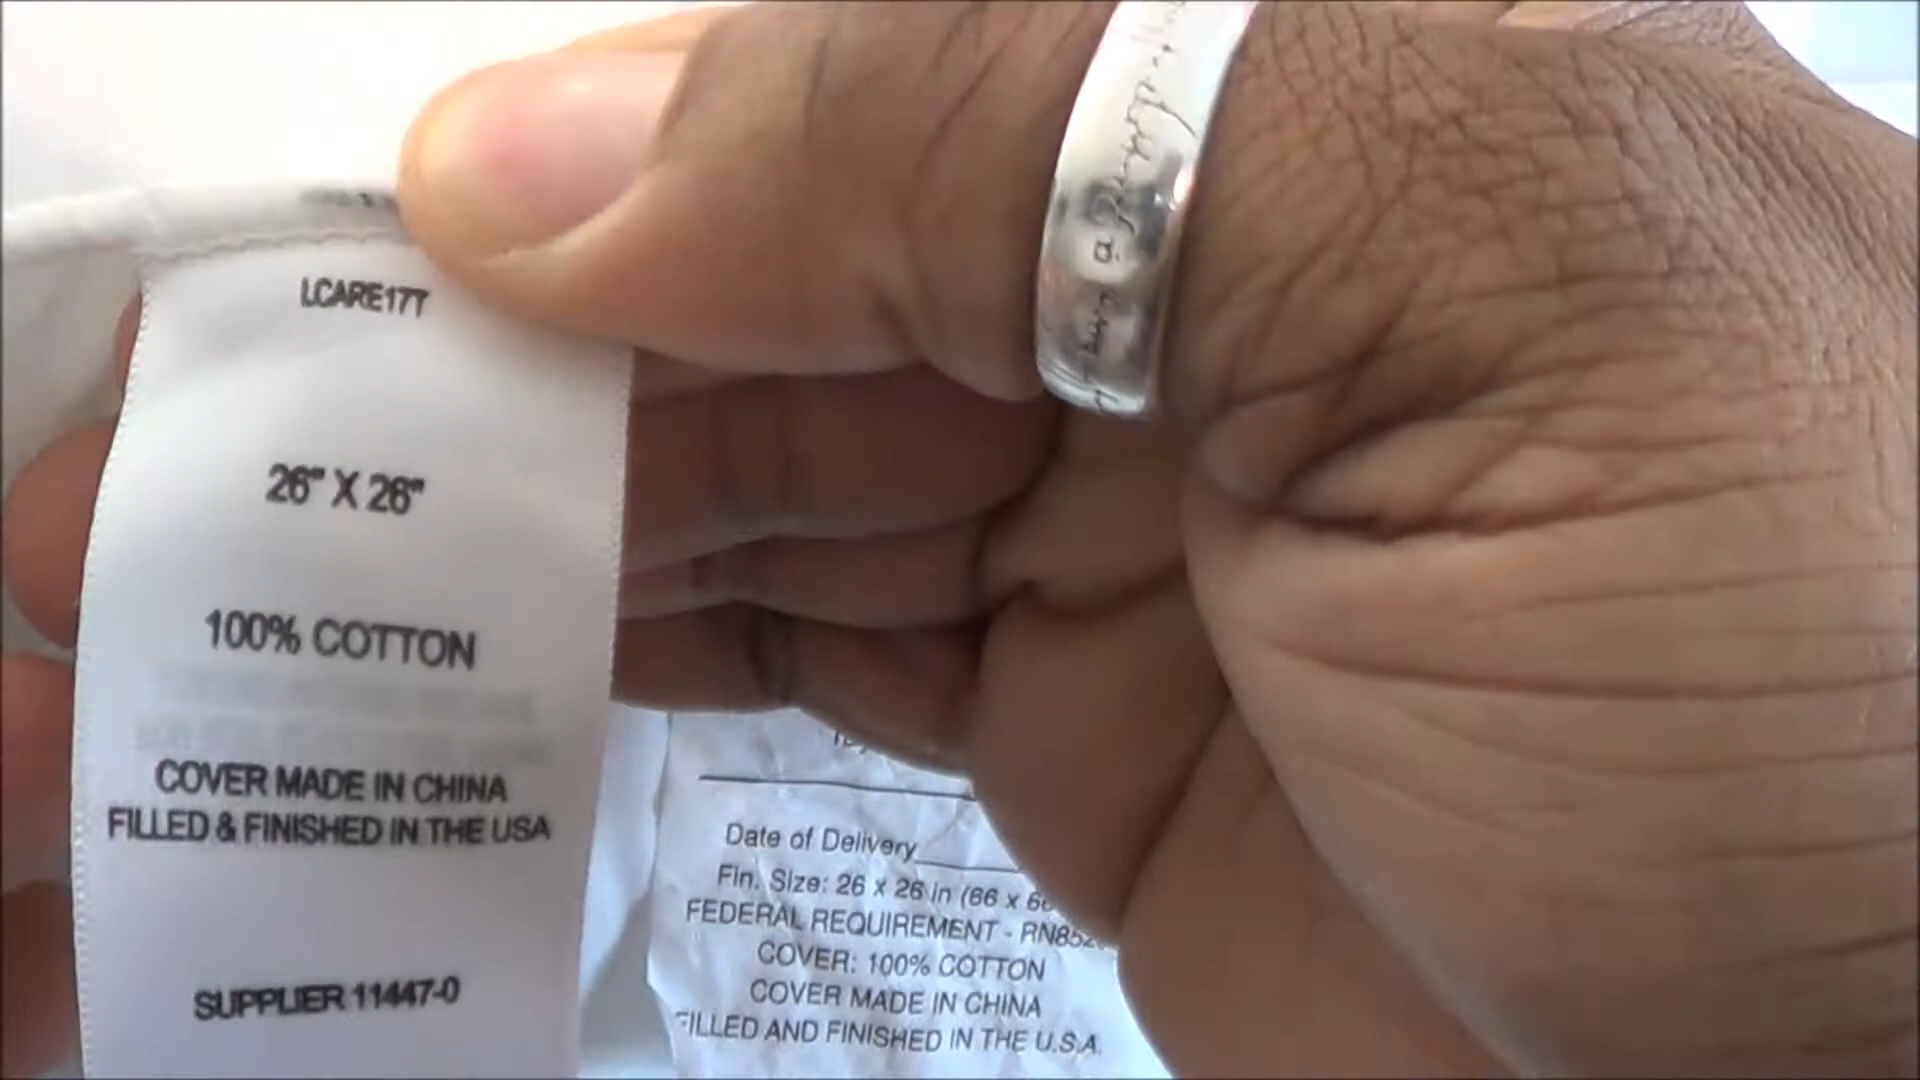 LCARE17T
26" X 26"
100% COTTON
COVER MADE IN CHINA
FILLED & FINISHED IN THE USA
SUPPLIER 11447-0
Date of Delivery
Fin. Size: 26 x 26 in (66 x
FEDERAL REQUIREMENT - 
COVER: 100% COTTON
COVER MADE IN CHINA
FILLED AND FINISHED IN THE U.S.A.